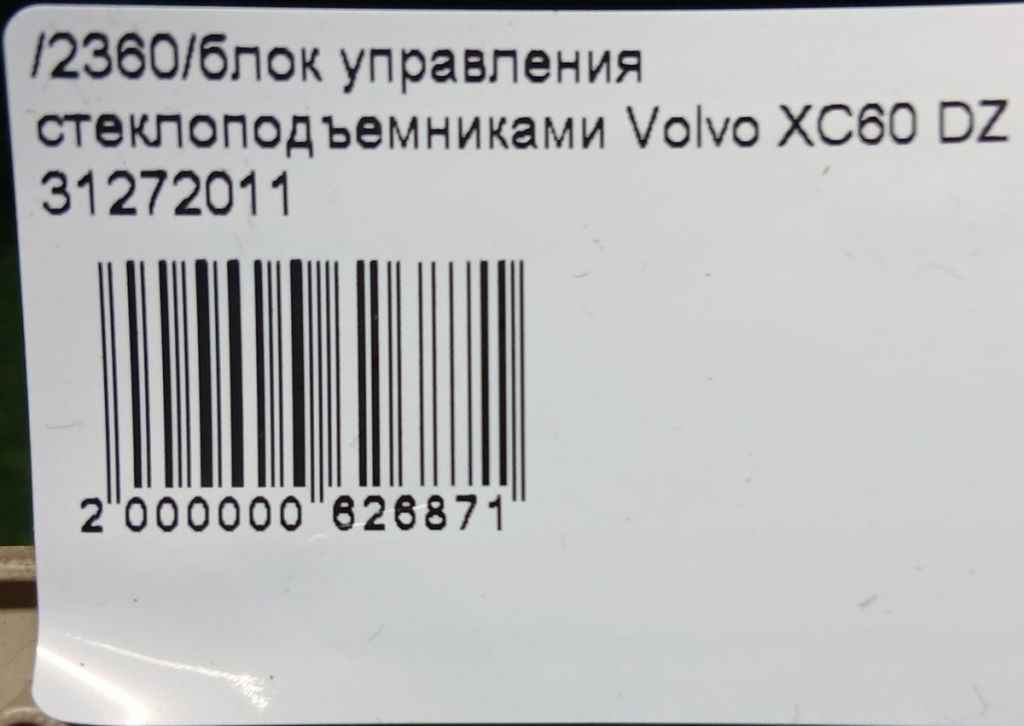 /2360/блок управления
стеклоподъемниками Volvo XC60 DZ
31272011
2 000000 626871